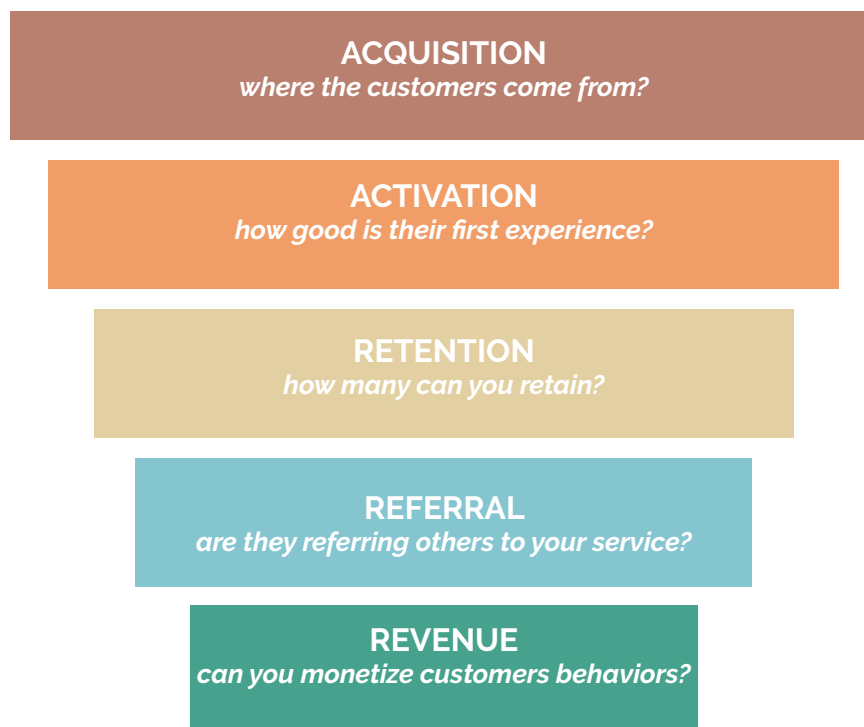 ACQUISITION
where the customers come from?
ACTIVATION
how good is their first experience?
RETENTION
how many can you retain?
REFERRAL
are they referring others to your service?
REVENUE
can you monetize customers behaviors?